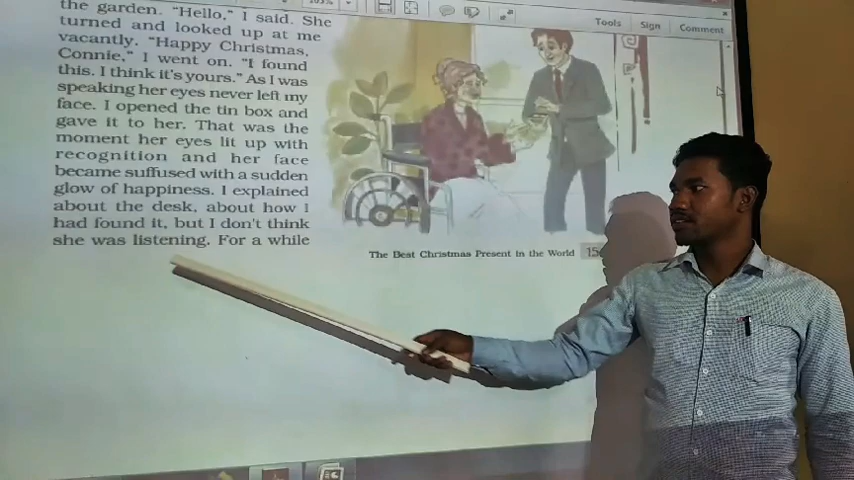 the garden. "Hello," I said. She
turned and looked up at me
vacantly. "Happy Christmas,
Connie," I went on. "I found
this. I think it's yours." As I was
speaking her eyes never left my
face. I opened the tin box and
gave it to her. That was the
moment her eyes lit up with
recognition and her face
became suffused with a sudden
glow of happiness. I explained
about the desk, about how I
had found it, but I don't think
she was listening. For a while
The Best Christmas Present in the World 15
Tools Sign Comment